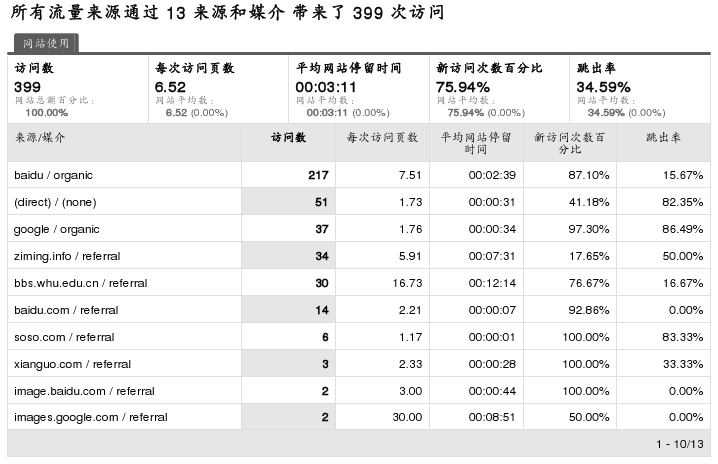 所有流量来源通过 13 来源和媒介 带来了 399 次访问
网站使用
访问数 每次访问页数 平均网站停留时间 新访问次数百分比 跳出率
399 6.52 00:03:11 75.94% 34.59%
网站总额百分比: 网站平均数: 网站平均数: 网站平均数: 网站平均数:
100.00% 6.52 (0.00%) 00:03:11 (0.00%) 75.94% (0.00%) 34.59% (0.00%)
来源/媒介 访问数 每次访问页数 平均网站停留 新访问次数百 跳出率
时间 分比
baidu / organic 217 7.51 00:02:39 87.10% 15.67%
(direct) / (none) 51 1.73 00:00:31 41.18% 82.35%
google / organic 37 1.76 00:00:34 97.30% 86.49%
ziming.info / referral 34 5.91 00:07:31 17.65% 50.00%
bbs.whu.edu.cn / referral 30 16.73 00:12:14 76.67% 16.67%
baidu.com / referral 14 2.21 00:00:07 92.86% 0.00%
soso.com / referral 6 1.17 00:00:01 100.00% 83.33%
xianguo.com / referral 3 2.33 00:00:28 100.00% 33.33%
image.baidu.com / referral 2 3.00 00:00:44 100.00% 0.00%
images.google.com / referral 2 30.00 00:08:51 50.00% 0.00%
1 - 10/13